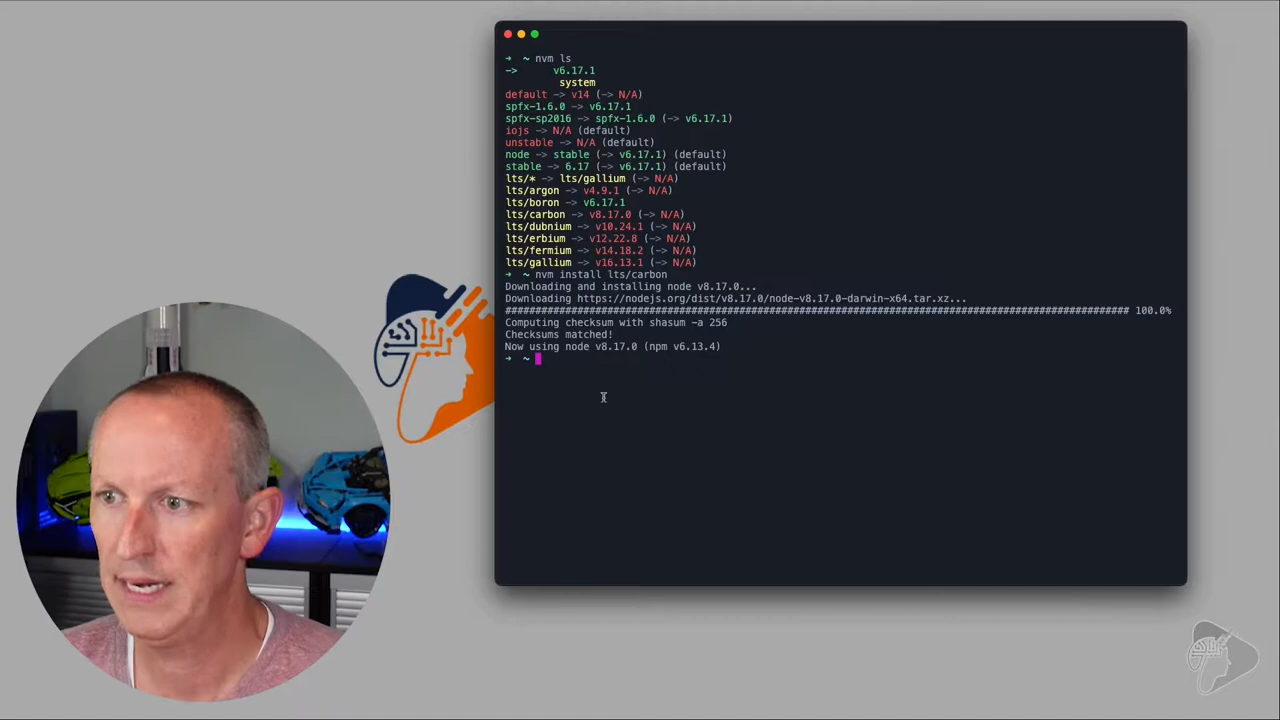 ➜  ~ nvm ls
->      v6.17.1
         system
default -> v14 (-> N/A)
spfx-1.6.0 -> v6.17.1
spfx-sp2016 -> spfx-1.6.0 (-> v6.17.1)
iojs -> N/A (default)
unstable -> N/A (default)
node -> stable (-> v6.17.1) (default)
stable -> 6.17 (-> v6.17.1) (default)
lts/* -> lts/gallium (-> N/A)
lts/argon -> v4.9.1 (-> N/A)
lts/boron -> v6.17.1
lts/carbon -> v8.17.0 (-> N/A)
lts/dubnium -> v10.24.1 (-> N/A)
lts/erbium -> v12.22.8 (-> N/A)
lts/fermium -> v14.18.2 (-> N/A)
lts/gallium -> v16.13.1 (-> N/A)
➜  ~ nvm install lts/carbon
Downloading and installing node v8.17.0...
Downloading https://nodejs.org/dist/v8.17.0/node-v8.17.0-darwin-x64.tar.xz...
######################################################################################################### 100.0%
Computing checksum with shasum -a 256
Checksums matched!
Now using node v8.17.0 (npm v6.13.4)
➜  ~